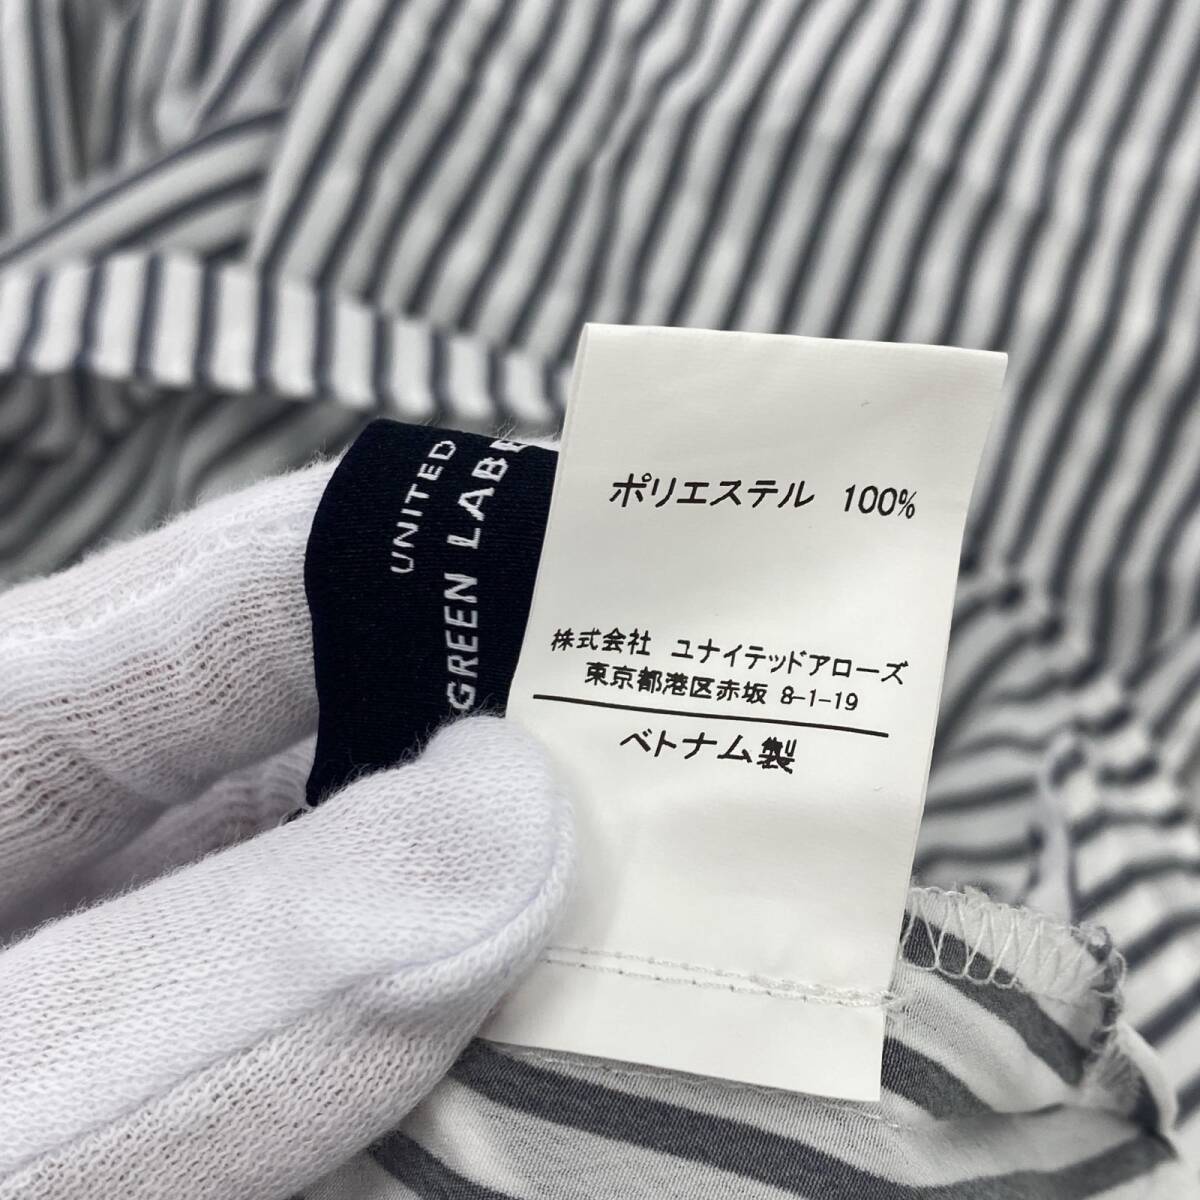 UNITED
GREEN LABE
ポリエステル 100%
株式会社 ユナイテッドアローズ
東京都港区赤坂 8-1-19
ベトナム製